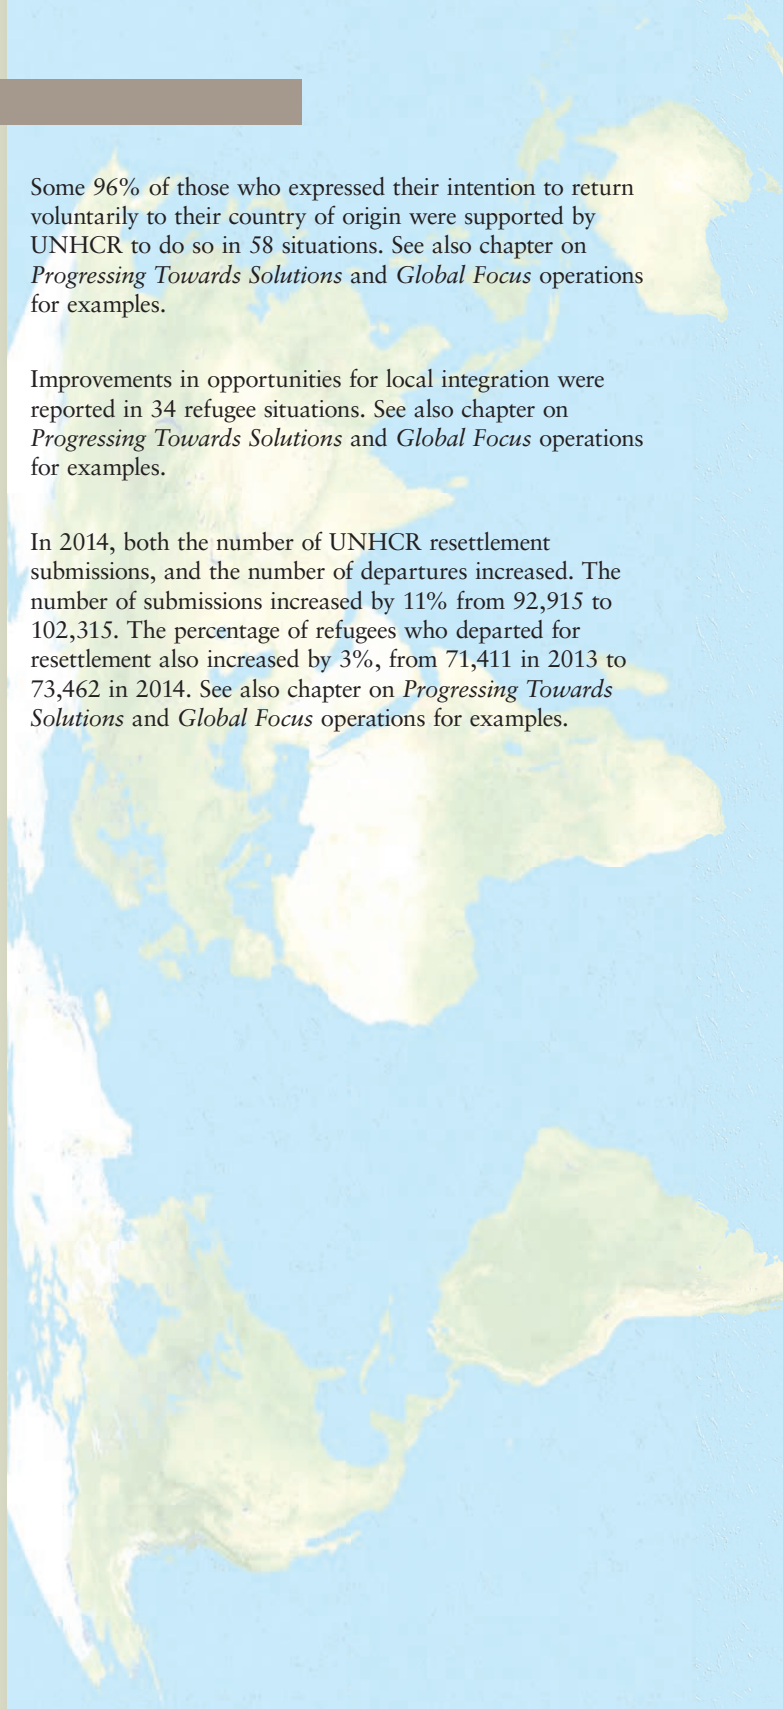 Some 96% of those who expressed their intention to return
voluntarily to their country of origin were supported by
UNHCR to do so in 58 situations. See also chapter on
Progressing Towards Solutions and Global Focus operations
for examples.
Improvements in opportunities for local integration were
reported in 34 refugee situations. See also chapter on
Progressing Towards Solutions and Global Focus operations
for examples.
In 2014, both the number of UNHCR resettlement
submissions, and the number of departures increased. The
number of submissions increased by 11% from 92,915 to
102,315. The percentage of refugees who departed for
resettlement also increased by 3%, from 71,411 in 2013 to
73,462 in 2014. See also chapter on Progressing Towards
Solutions and Global Focus operations for examples.